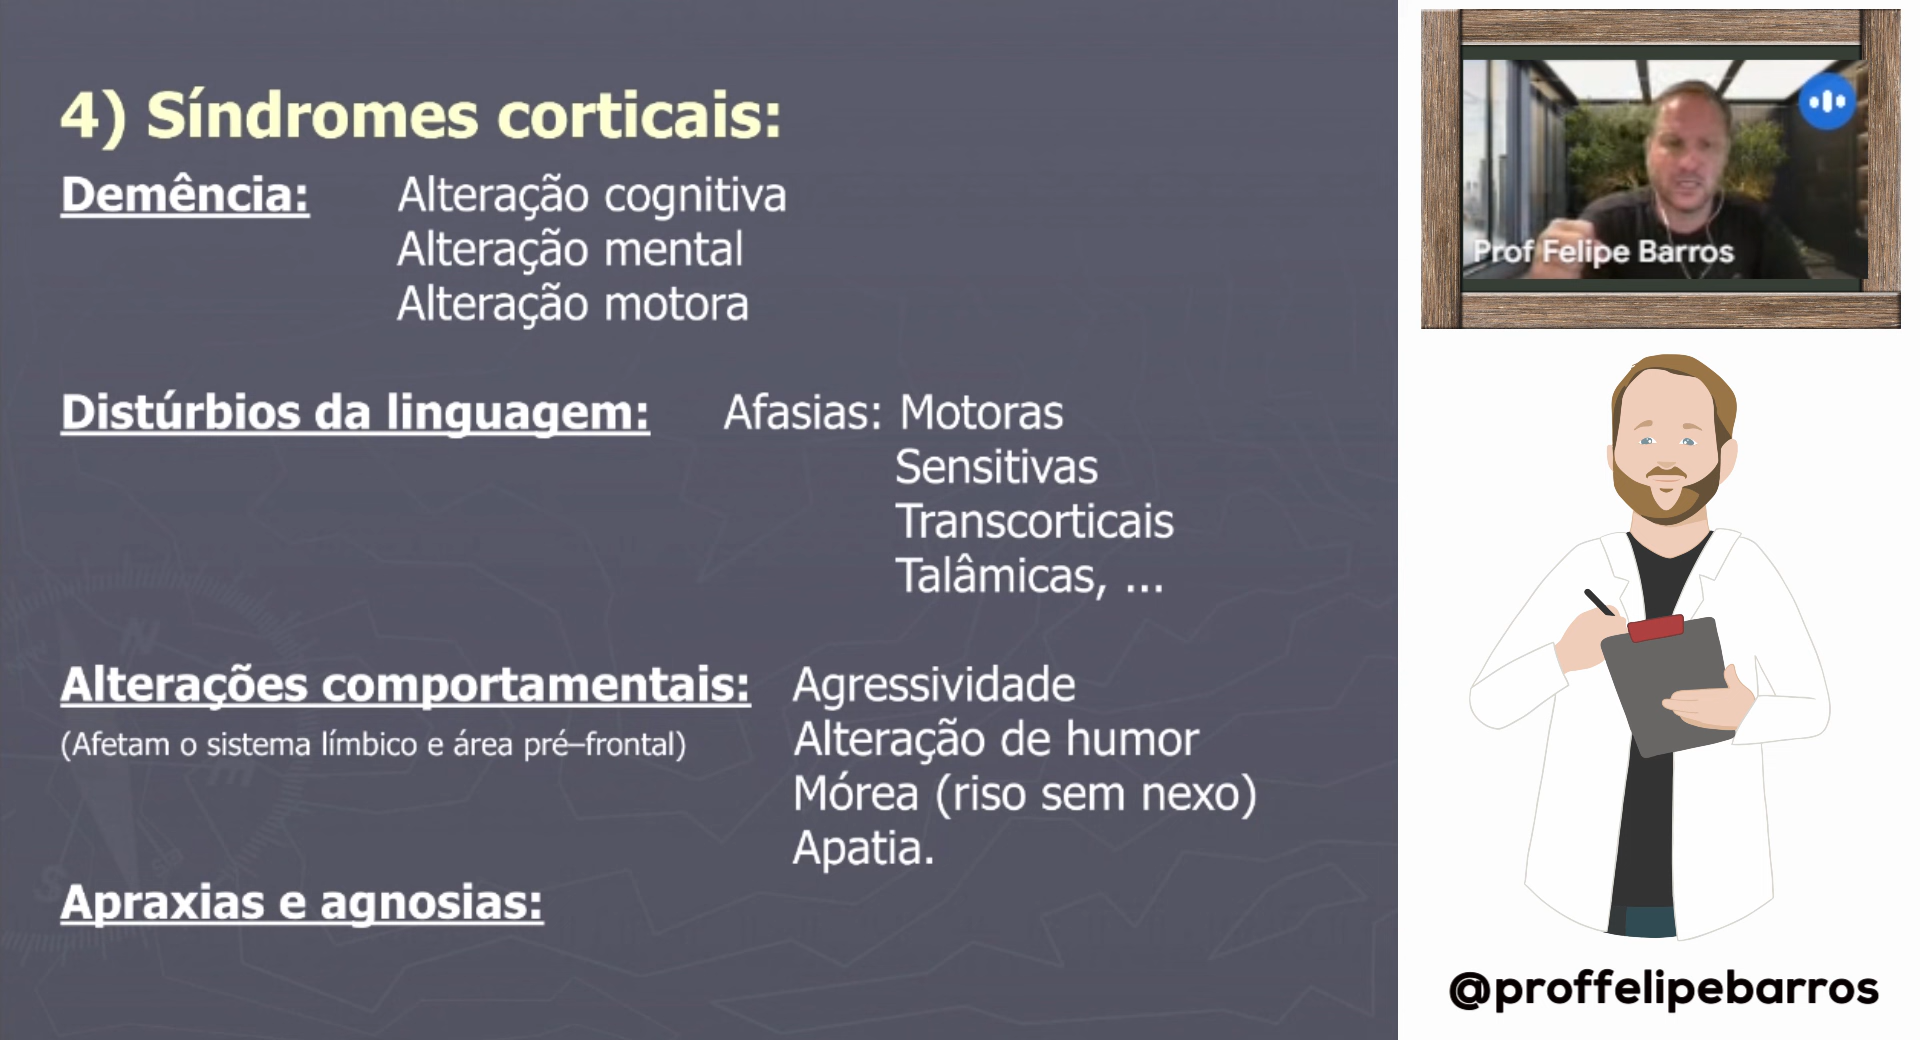 4) Síndromes corticais:
Demência: Alteração cognitiva
Alteração mental
Alteração motora
Distúrbios da linguagem: Afasias: Motoras
Sensitivas
Transcorticais
Talâmicas, ...
Alterações comportamentais: Agressividade
(Afetam o sistema límbico e área pré–frontal) Alteração de humor
Mórea (riso sem nexo)
Apatia.
Apraxias e agnosias:
Prof Felipe Barros
@proffelipebarros